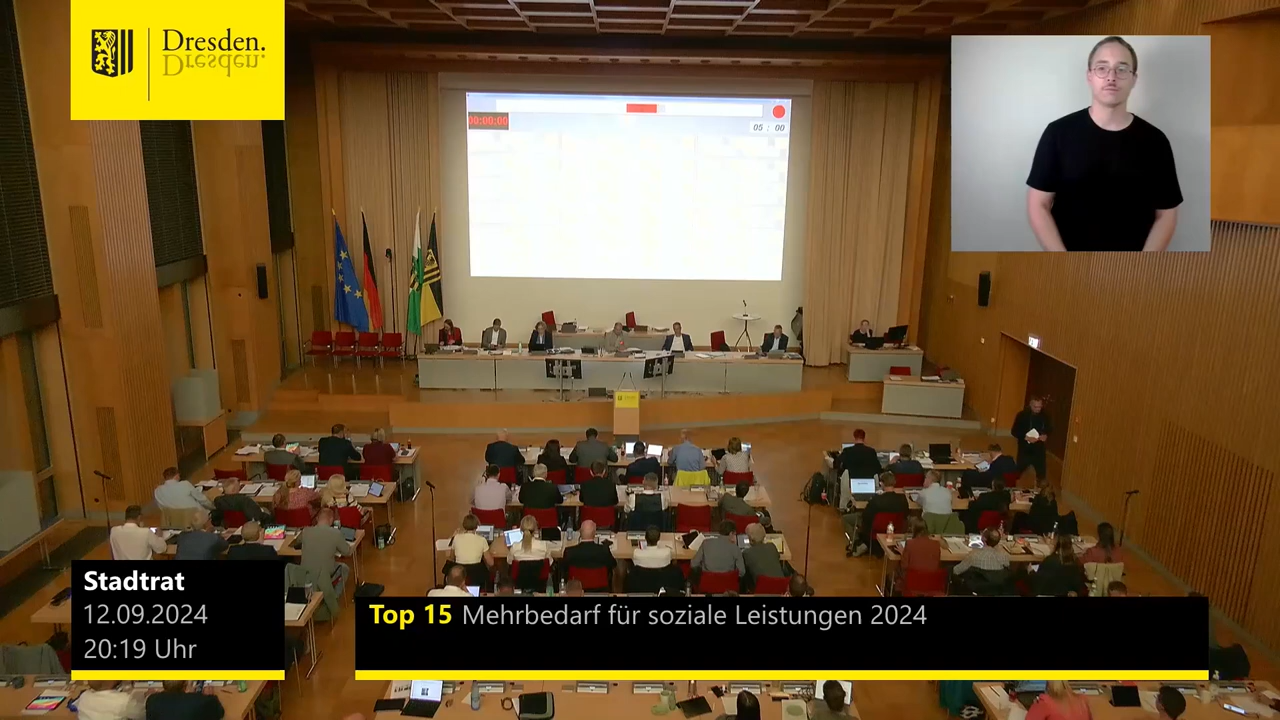 Dresden.
Dresden.
00:00:00
05 : 00
Stadtrat
12.09.2024
20:19 Uhr
Top 15 Mehrbedarf für soziale Leistungen 2024